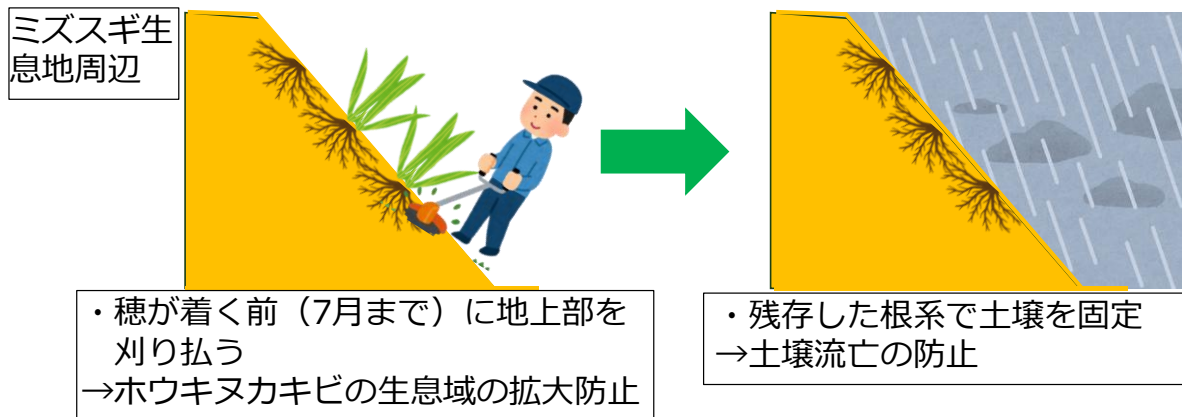 ミズスギ生
息地周辺
・穂が着く前（7月まで）に地上部を
刈り払う
→ホウキヌカキビの生息域の拡大防止
・残存した根系で土壌を固定
→土壌流亡の防止